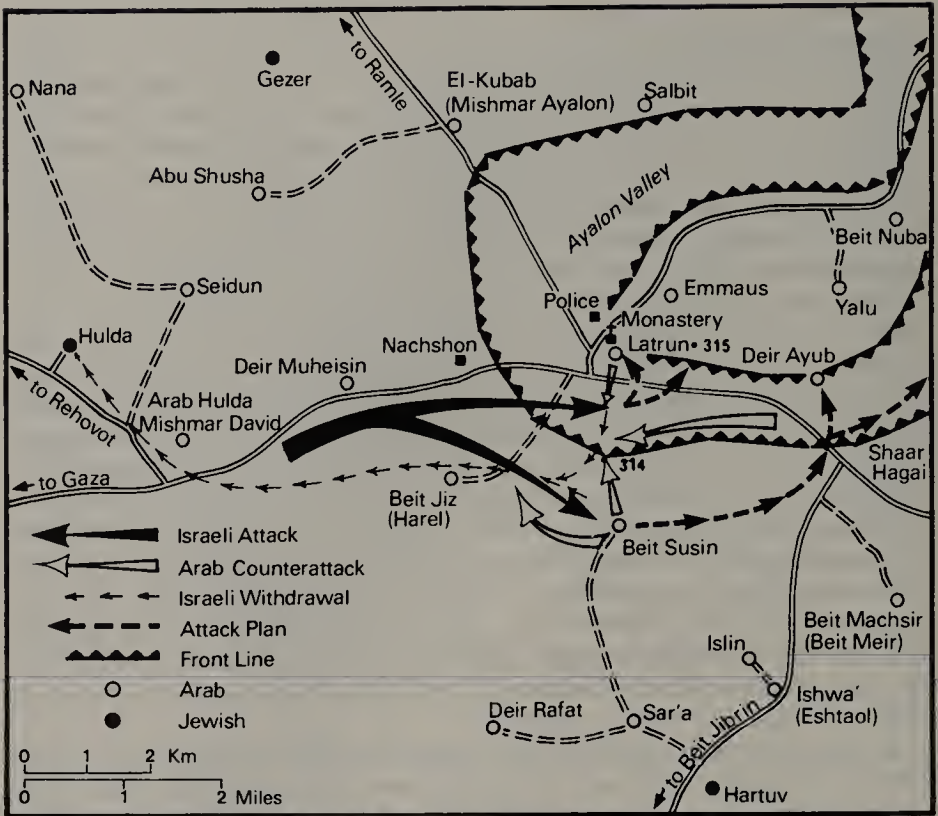 Nana
Gezer
to Ramle
El-Kubab
(Mishmar Ayalon)
Salbit
Abu Shusha
Ayalon Valley
Beit Nuba
Seidun
Emmaus
Yalu
Police
Monastery
Hulda
Nachshon
Latrun• 315
Deir Ayub
Deir Muheisin
to Rehovot
Arab Hulda
Mishmar David
Shaar
Hagai
to Gaza
314
Beit Jiz
(Harel)
Beit Susin
Israeli Attack
Arab Counterattack
Israeli Withdrawal
Attack Plan
Front Line
Arab
Jewish
Beit Machsir
(Beit Meir)
Islin
Ishwa'
(Eshtaol)
Deir Rafat
Sar'a
to Beit Jibrin
Hartuv
0 1 2 Km
0 1 2 Miles